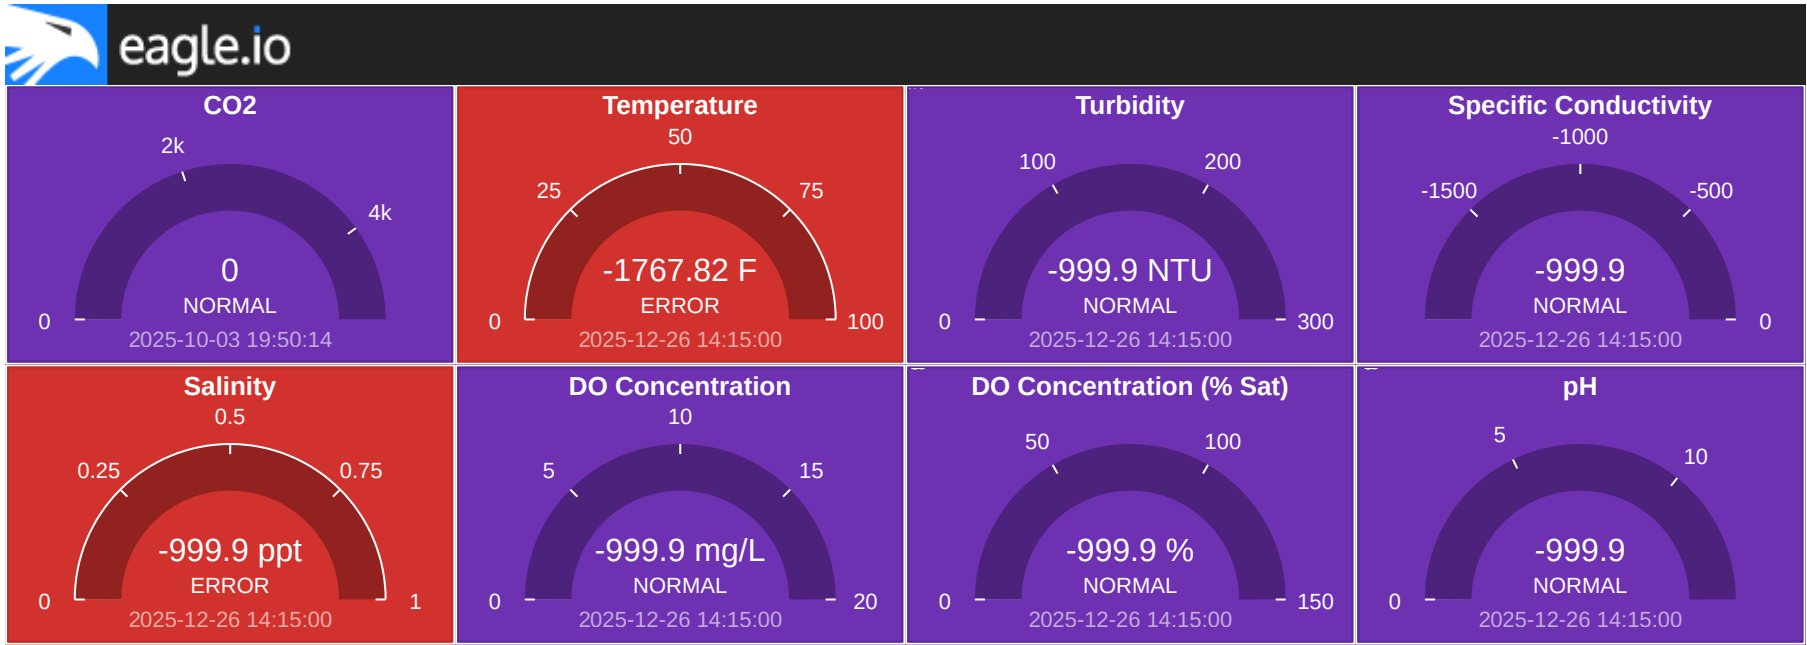 eagle.io
CO2
2k
4k
0
NORMAL
0
2025-10-03 19:50:14
Temperature
50
25
75
-1767.82 F
ERROR
0
100
2025-12-26 14:15:00
Turbidity
100
200
-999.9 NTU
NORMAL
0
300
2025-12-26 14:15:00
Specific Conductivity
-1000
-1500
-500
-999.9
NORMAL
0
2025-12-26 14:15:00
Salinity
0.5
0.25
0.75
-999.9 ppt
ERROR
0
1
2025-12-26 14:15:00
DO Concentration
10
5
15
-999.9 mg/L
NORMAL
0
20
2025-12-26 14:15:00
DO Concentration (% Sat)
50
100
-999.9 %
NORMAL
0
150
2025-12-26 14:15:00
pH
5
10
-999.9
NORMAL
0
2025-12-26 14:15:00